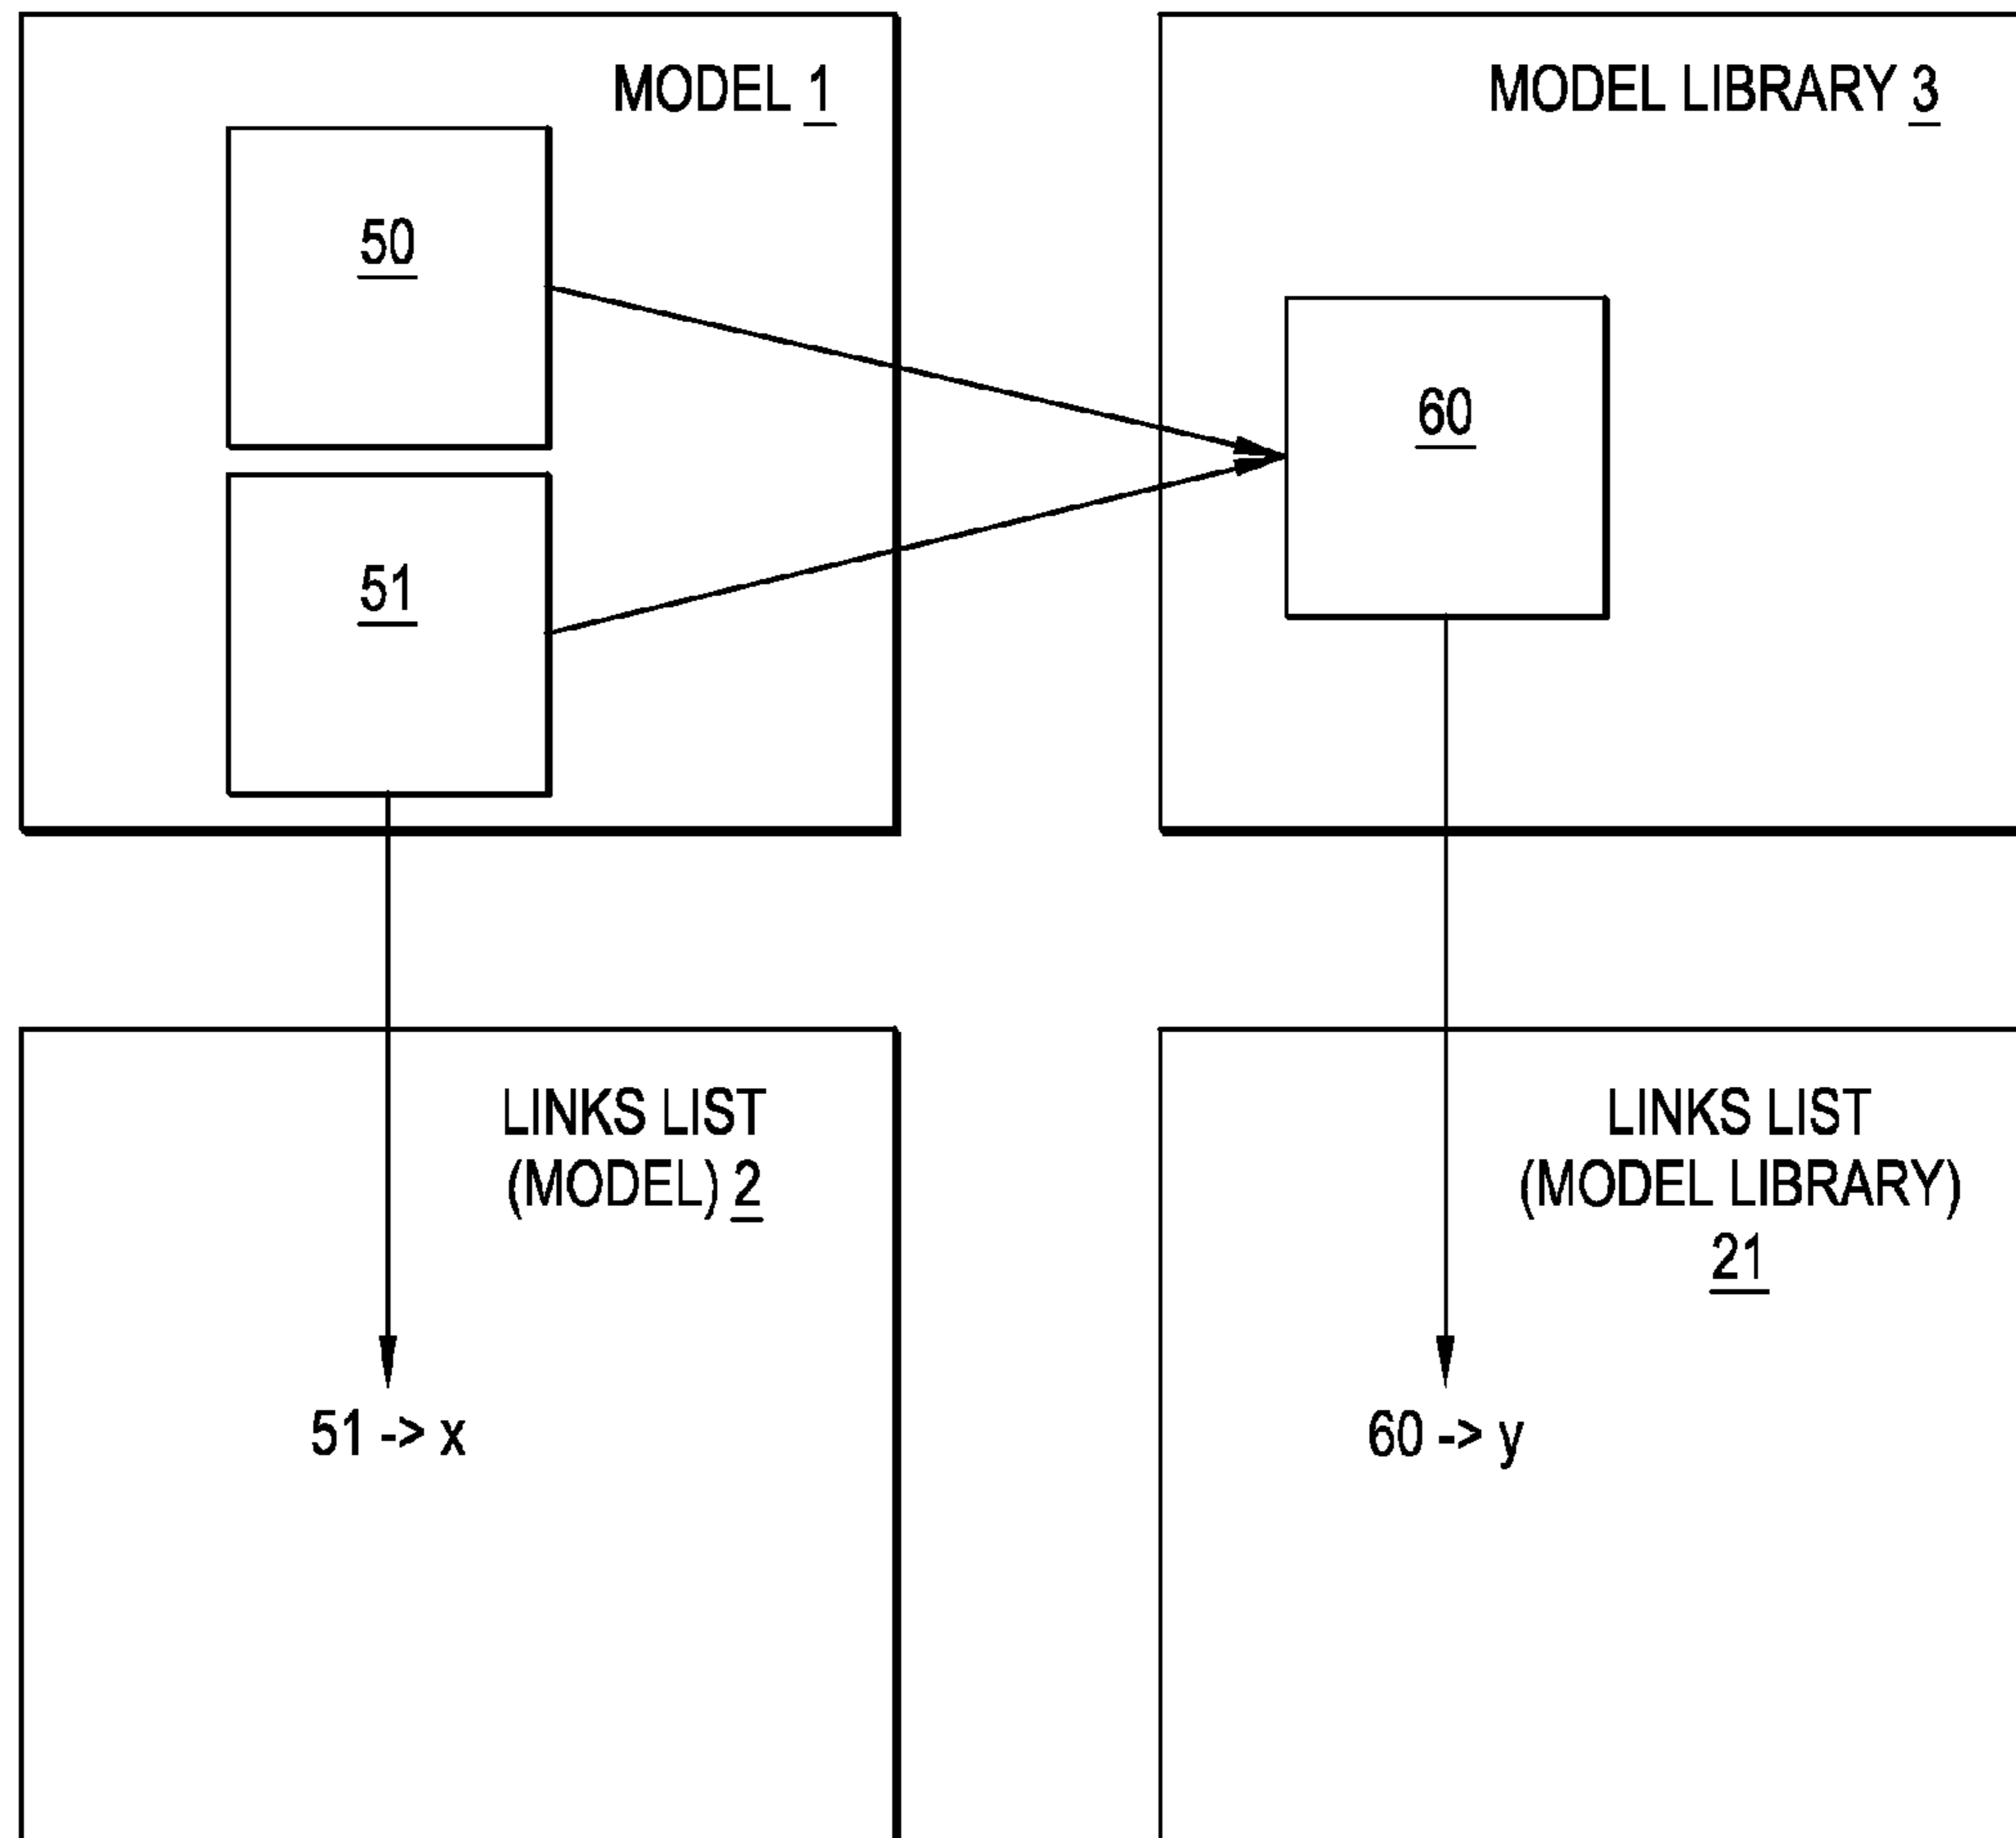 MODEL 1
50
51
MODEL LIBRARY 3
60
LINKS LIST
(MODEL) 2
51 -> x
LINKS LIST
(MODEL LIBRARY)
21
60 -> y